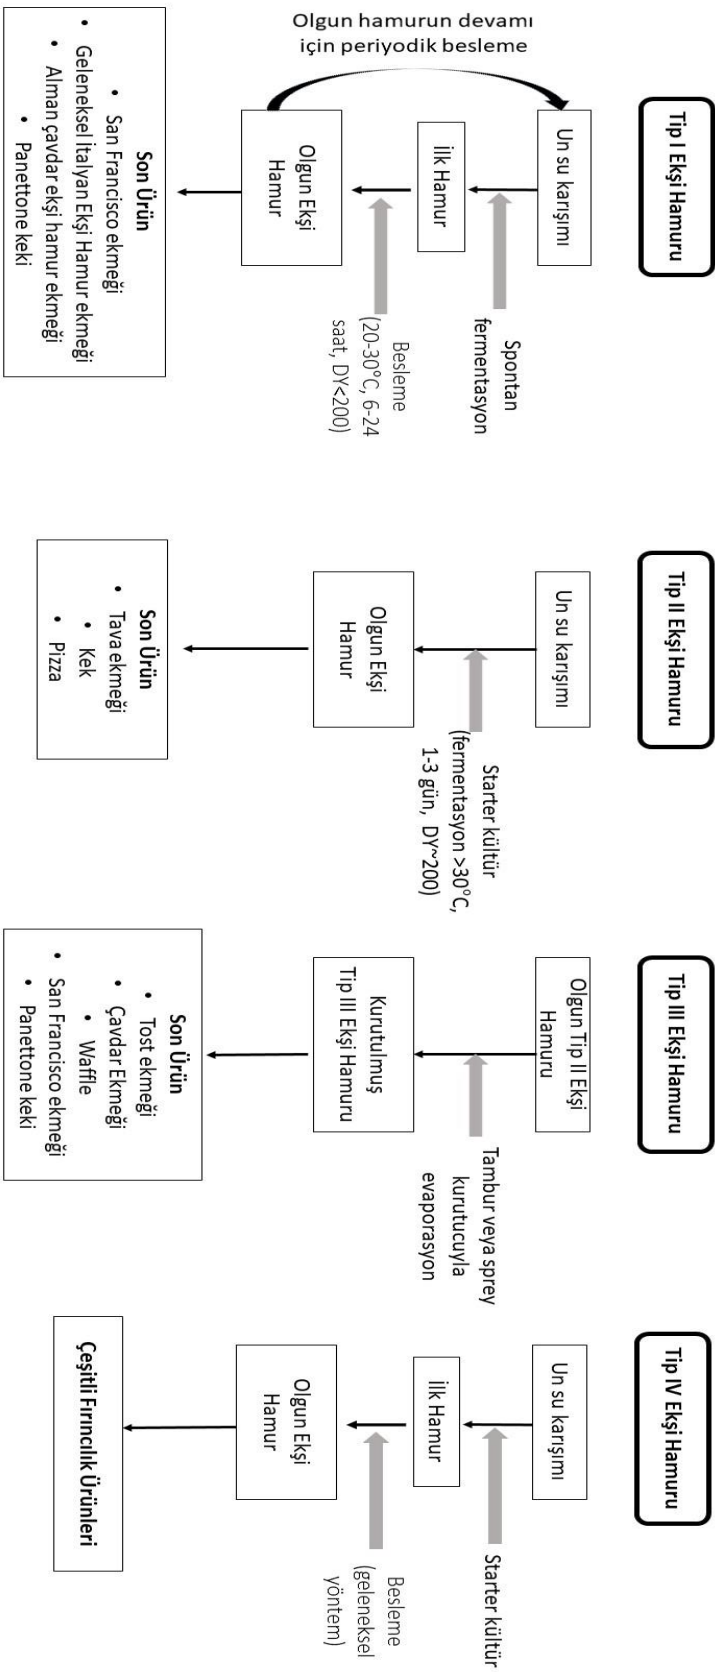 Tip I Ekşi Hamuru
Un su karışımı
Spontan
fermentasyon
İlk Hamur
Besleme
(20-30°C, 6-24
saat, DY<200)
Olgun Ekşi
Hamur
Olgun hamurun devamı
için periyodik besleme
Son Ürün
• San Francisco ekmeği
• Geleneksel İtalyan Ekşi Hamur ekmeği
• Alman çavdar ekşi hamur ekmeği
• Panettone keki
Tip II Ekşi Hamuru
Un su karışımı
Starter kültür
(fermentasyon >30°C,
1-3 gün, DY~200)
Olgun Ekşi
Hamur
Son Ürün
• Tava ekmeği
• Kek
• Pizza
Tip III Ekşi Hamuru
Olgun Tip II Ekşi
Hamuru
Tambur veya sprey
kurutucuyla
evaporasyon
Kurutulmuş
Tip III Ekşi Hamuru
Son Ürün
• Tost ekmeği
• Çavdar Ekmeği
• Waffle
• San Francisco ekmeği
• Panettone keki
Tip IV Ekşi Hamuru
Un su karışımı
Starter kültür
İlk Hamur
Besleme
(geleneksel
yöntem)
Olgun Ekşi
Hamur
Çeşitli Fırıncılık Ürünleri